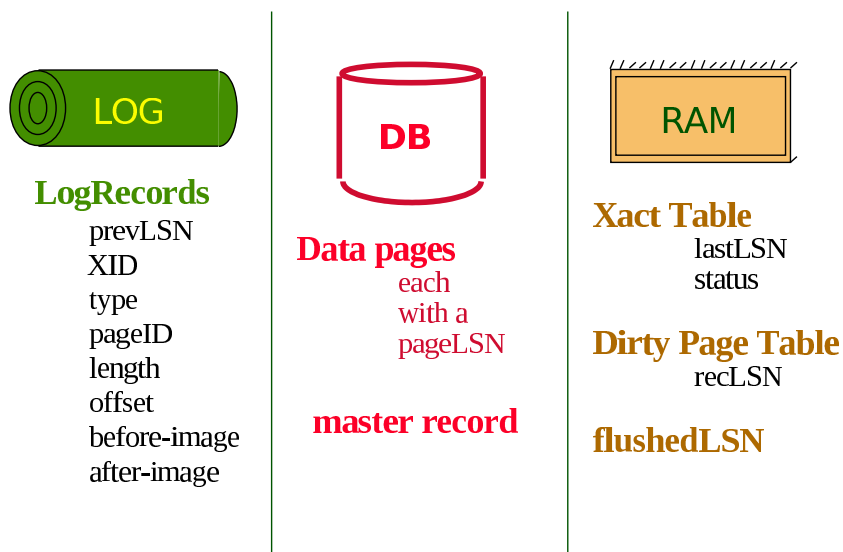 LOG
LogRecords
prevLSN
XID
type
pageID
length
offset
before-image
after-image
DB
Data pages
each
with a
pageLSN
master record
RAM
Xact Table
lastLSN
status
Dirty Page Table
recLSN
flushedLSN